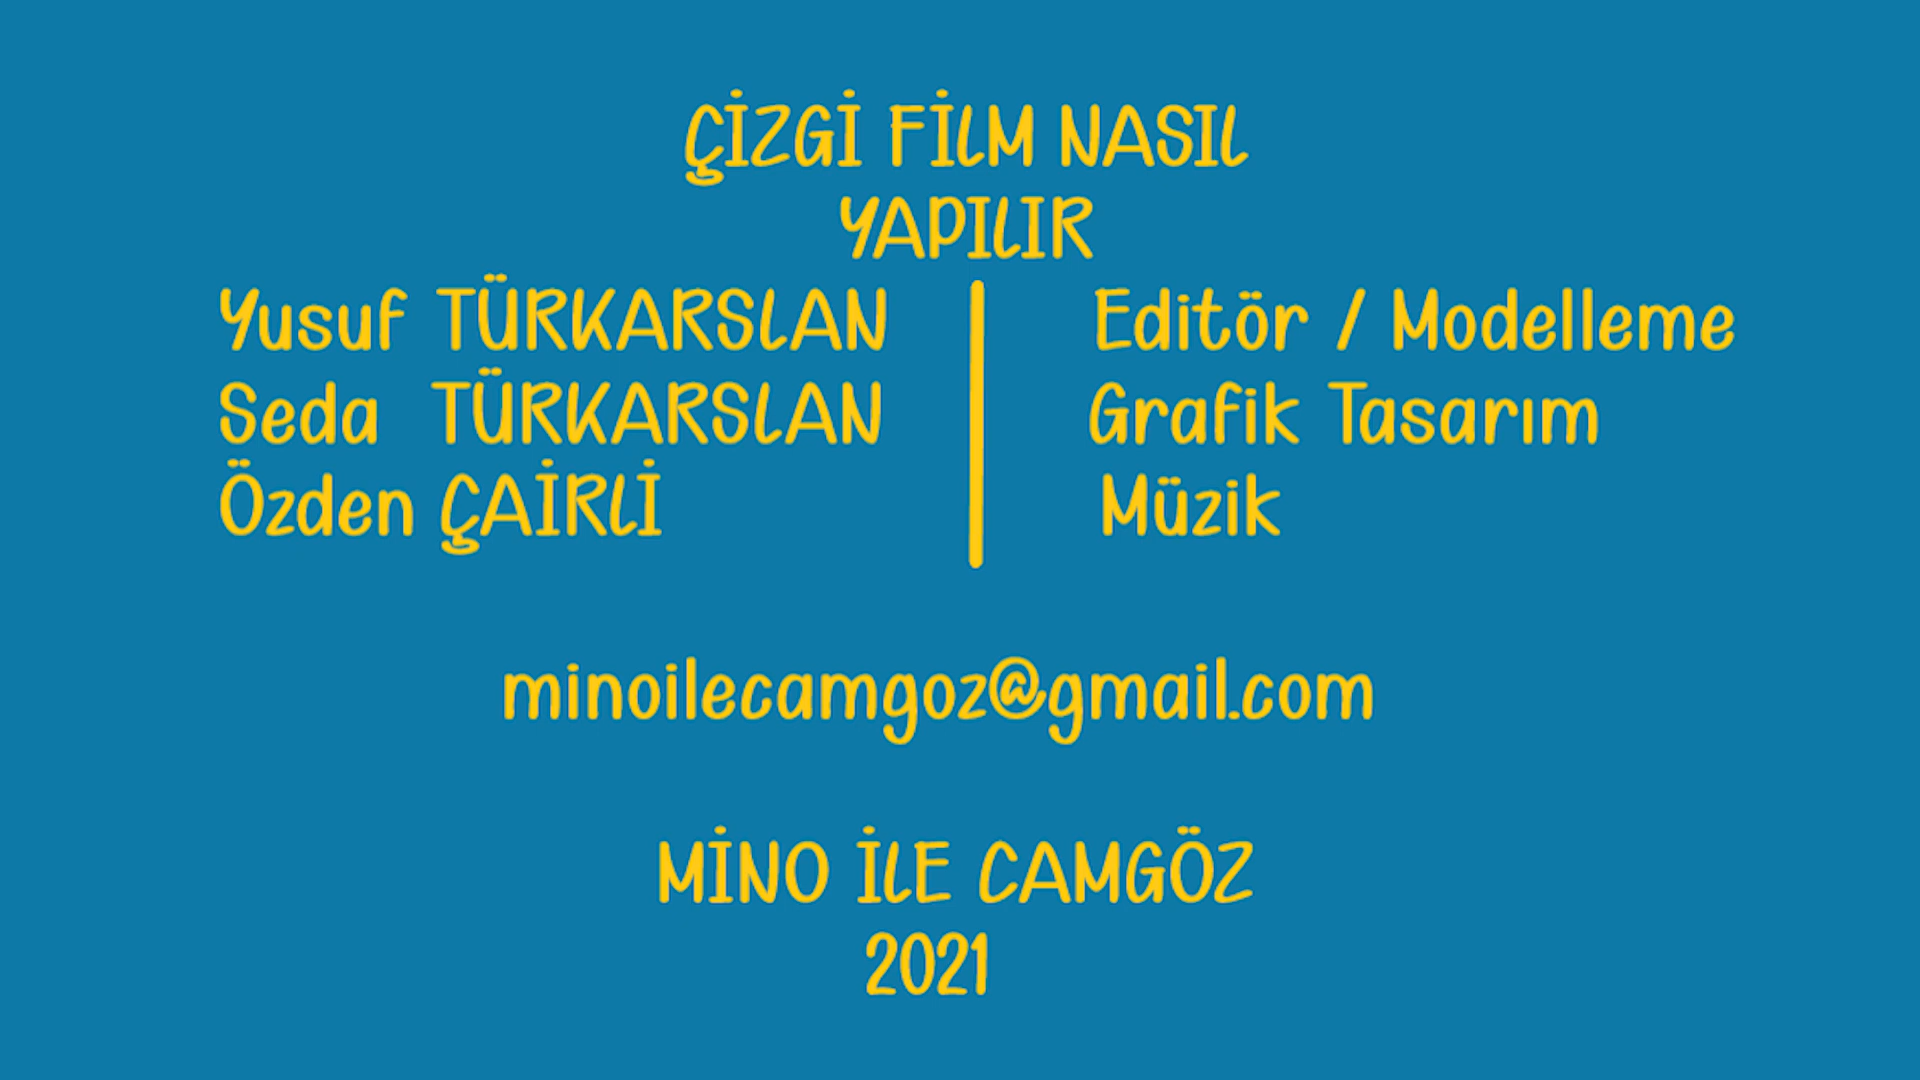 ÇİZGİ FİLM NASIL
YAPILIR
Yusuf TÜRKARSLAN | Editör / Modelleme
Seda TÜRKARSLAN | Grafik Tasarım
Özden ÇAİRLİ | Müzik
minoilecamgoz@gmail.com
MİNO İLE CAMGÖZ
2021